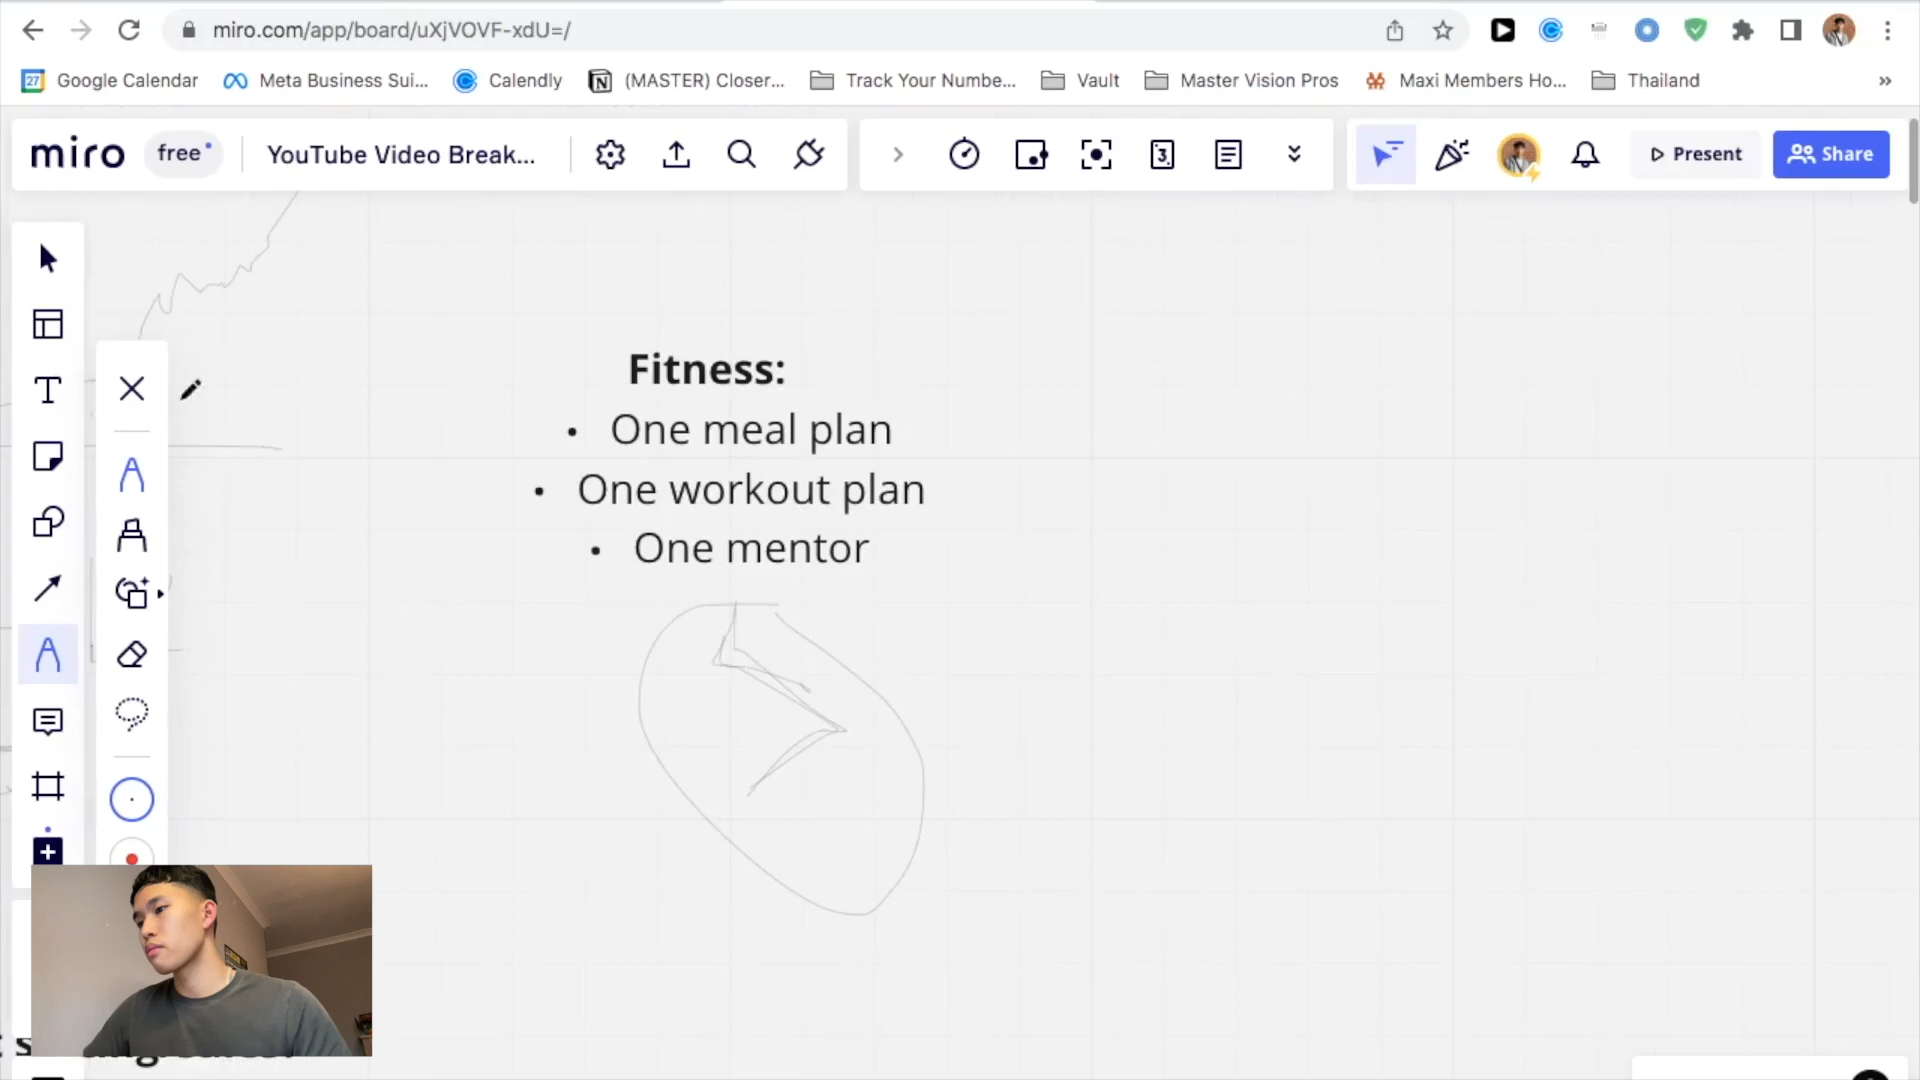 miro.com/app/board/uXjVOVF-xdU=/
27 Google Calendar Meta Business Sui... Calendly (MASTER) Closer... Track Your Numbe... Vault Master Vision Pros Maxi Members Ho... Thailand »
miro free YouTube Video Break... 3 Present Share
Fitness:
• One meal plan
• One workout plan
• One mentor